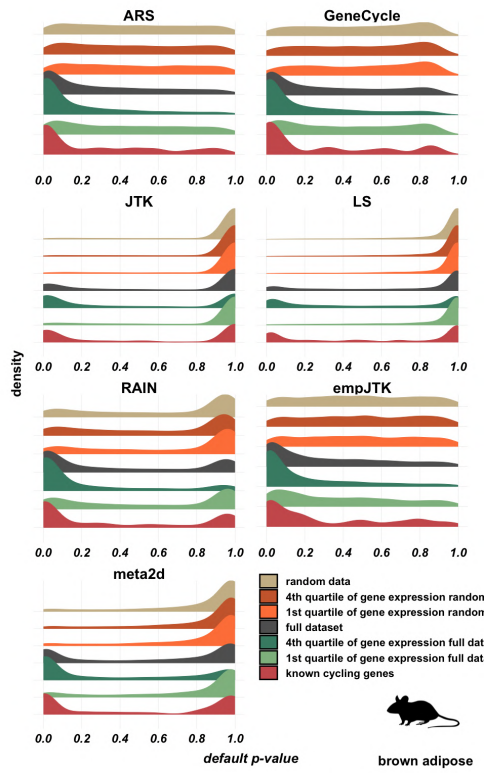 ARS
GeneCycle
0.0 0.2 0.4 0.6 0.8 1.0
0.0 0.2 0.4 0.6 0.8 1.0
JTK
LS
0.0 0.2 0.4 0.6 0.8 1.0
0.0 0.2 0.4 0.6 0.8 1.0
density
RAIN
empJTK
0.0 0.2 0.4 0.6 0.8 1.0
0.0 0.2 0.4 0.6 0.8 1.0
meta2d
0.0 0.2 0.4 0.6 0.8 1.0
default p-value
random data
4th quartile of gene expression random
1st quartile of gene expression random
full dataset
4th quartile of gene expression full dat
1st quartile of gene expression full dat
known cycling genes
brown adipose